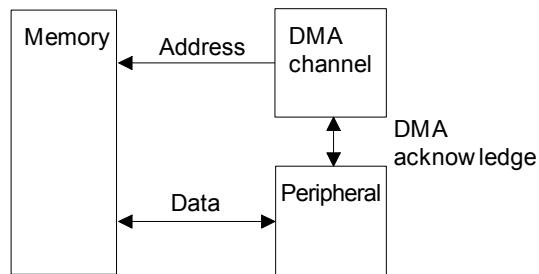 Memory
Address
DMA
channel
DMA
acknowledge
Peripheral
Data